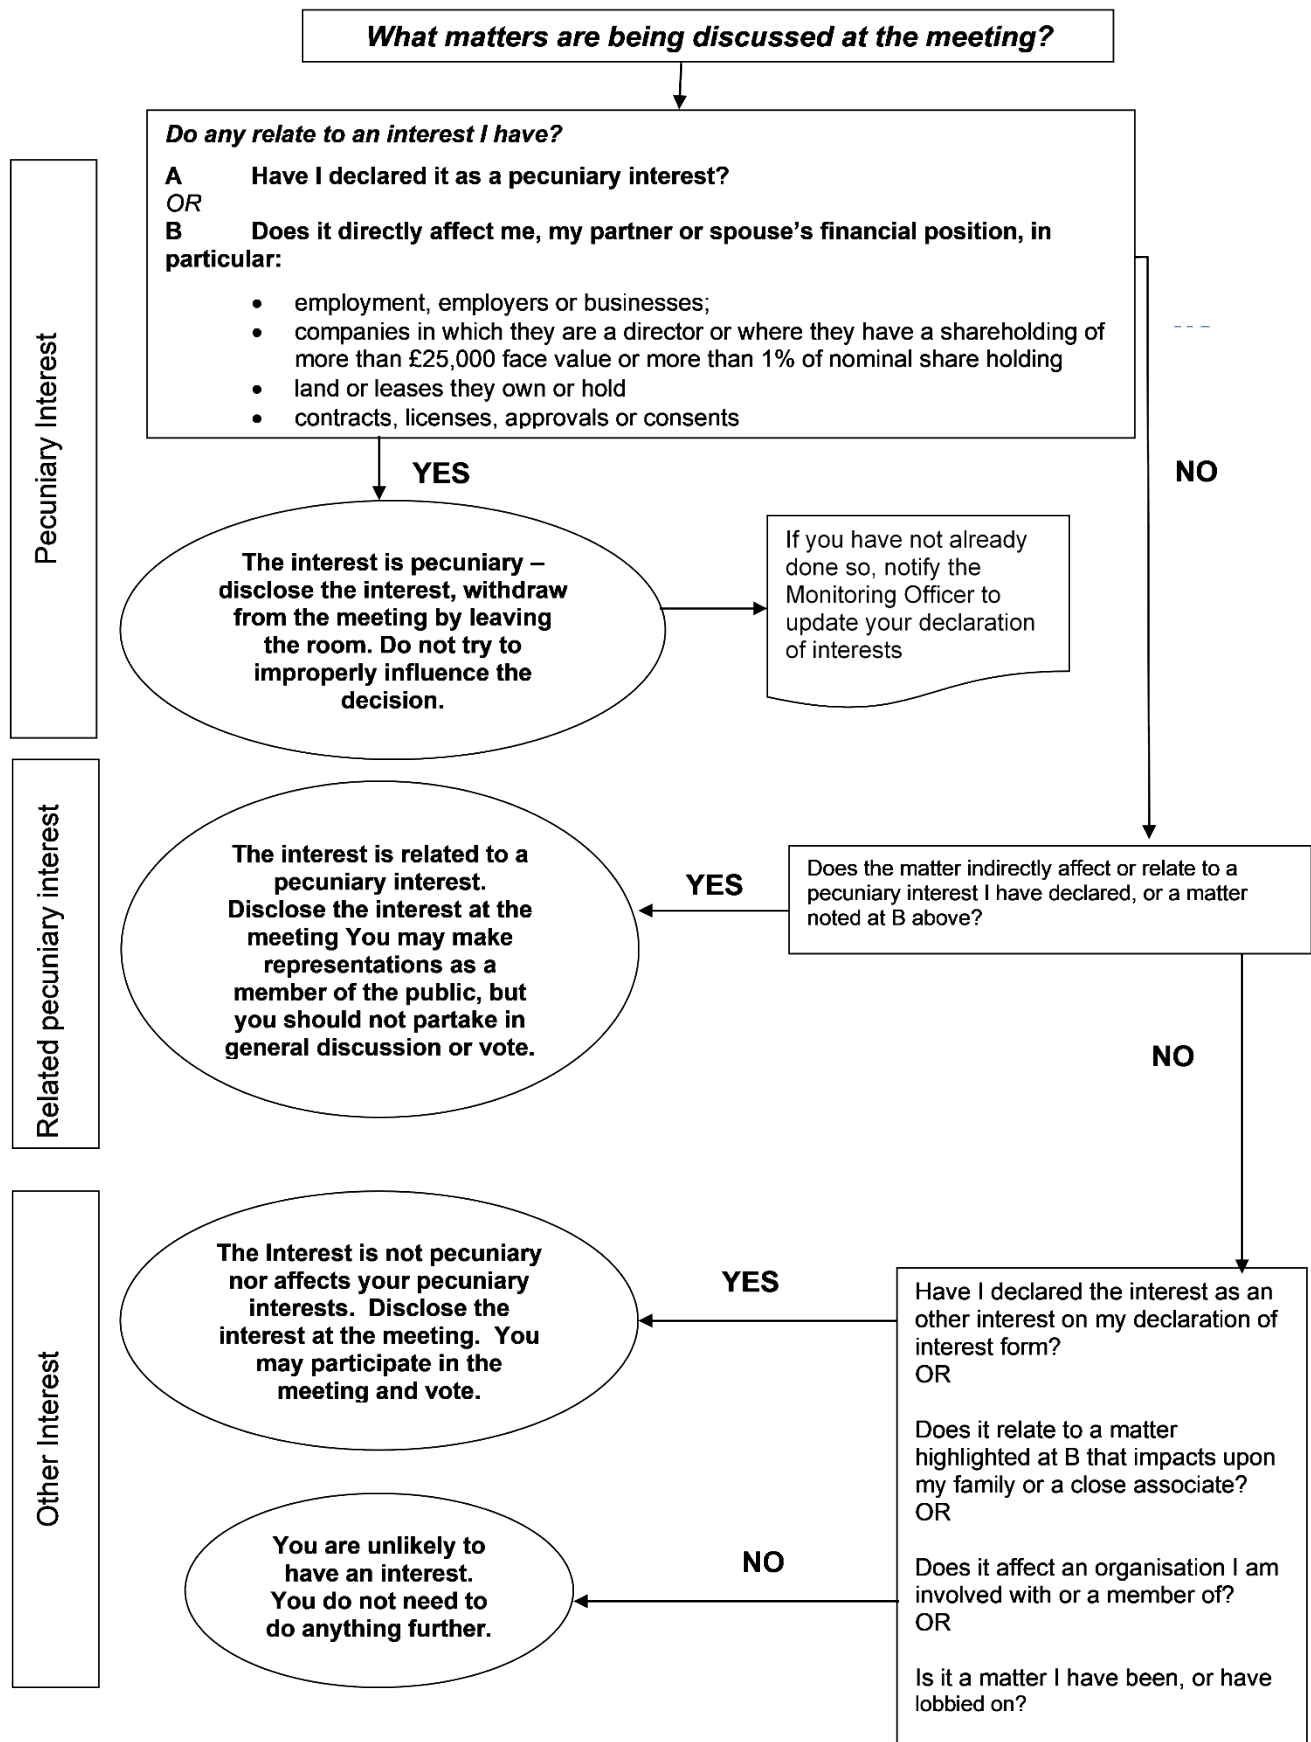 What matters are being discussed at the meeting?
Do any relate to an interest I have?
A Have I declared it as a pecuniary interest?
OR
B Does it directly affect me, my partner or spouse's financial position, in
particular:
• employment, employers or businesses;
• companies in which they are a director or where they have a shareholding of
more than £25,000 face value or more than 1% of nominal share holding
• land or leases they own or hold
• contracts, licenses, approvals or consents
Pecuniary Interest
YES
NO
The interest is pecuniary –
disclose the interest, withdraw
from the meeting by leaving
the room. Do not try to
improperly influence the
decision.
If you have not already
done so, notify the
Monitoring Officer to
update your declaration
of interests
Related pecuniary interest
The interest is related to a
pecuniary interest.
Disclose the interest at the
meeting You may make
representations as a
member of the public, but
you should not partake in
general discussion or vote.
YES
Does the matter indirectly affect or relate to a
pecuniary interest I have declared, or a matter
noted at B above?
NO
Other Interest
The Interest is not pecuniary
nor affects your pecuniary
interests. Disclose the
interest at the meeting. You
may participate in the
meeting and vote.
YES
Have I declared the interest as an
other interest on my declaration of
interest form?
OR
Does it relate to a matter
highlighted at B that impacts upon
my family or a close associate?
OR
Does it affect an organisation I am
involved with or a member of?
OR
Is it a matter I have been, or have
lobbied on?
NO
You are unlikely to
have an interest.
You do not need to
do anything further.